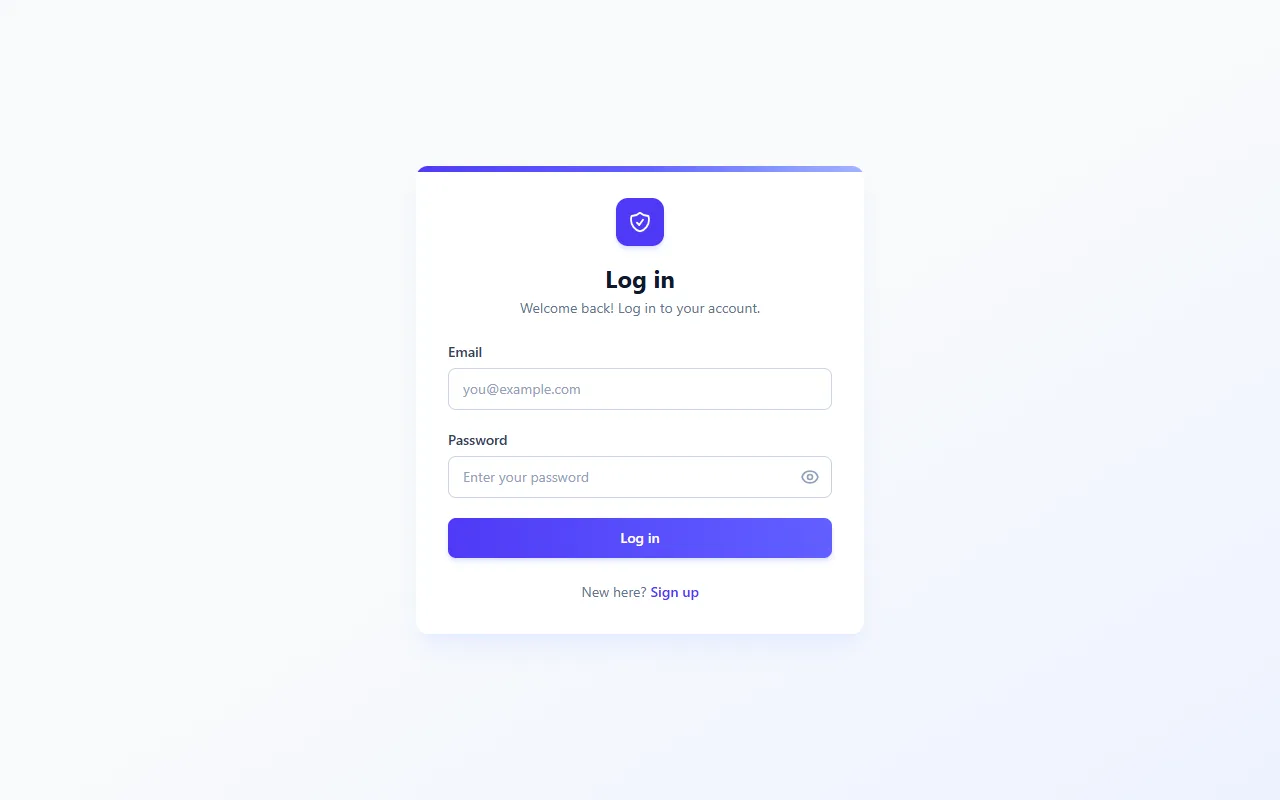 Log in
Welcome back! Log in to your account.
Email
you@example.com
Password
Enter your password
Log in
New here? Sign up